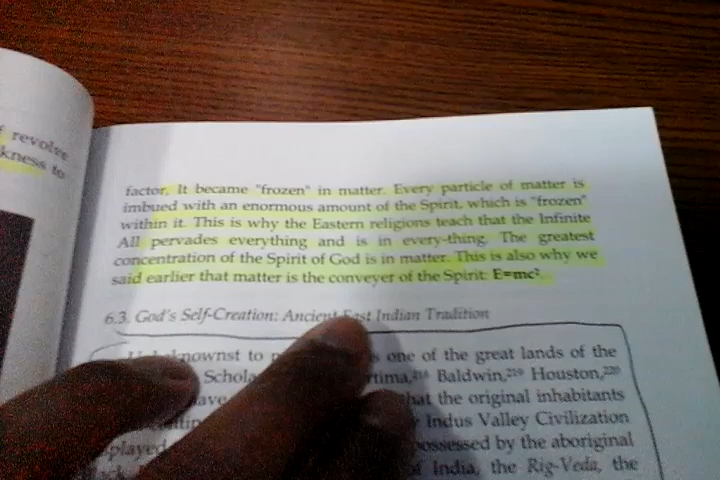 revolve
kness to
factor. It became "frozen" in matter. Every particle of matter is
imbued with an enormous amount of the Spirit, which is "frozen"
within it. This is why the Eastern religions teach that the Infinite
All pervades everything and is in every-thing. The greatest
concentration of the Spirit of God is in matter. This is also why we
said earlier that matter is the conveyer of the Spirit: E=mc².
6.3. God's Self-Creation: Ancient East Indian Tradition
to is one of the great lands of the
Baldwin,²¹⁹ Houston,²²⁰
that the original inhabitants
Indus Valley Civilization
possessed by the aboriginal
India, the Rig-Veda, the